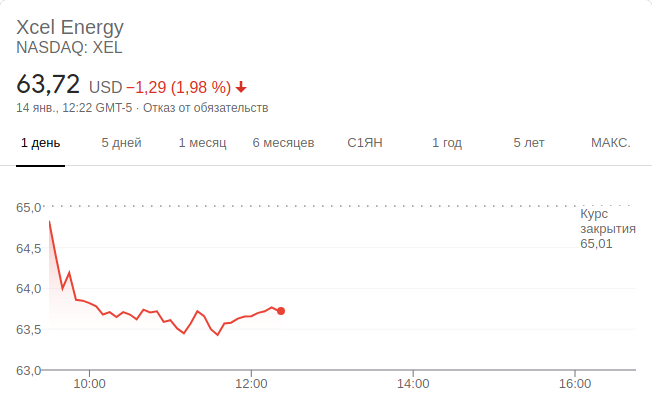 Xcel Energy
NASDAQ: XEL
63,72 USD −1,29 (1,98 %)
14 янв., 12:22 GMT-5 · Отказ от обязательств
1 день 5 дней 1 месяц 6 месяцев С1ЯН 1 год 5 лет МАКС.
65,0
Курс
закрытия
65,01
64,5
64,0
63,5
63,0
10:00 12:00 14:00 16:00